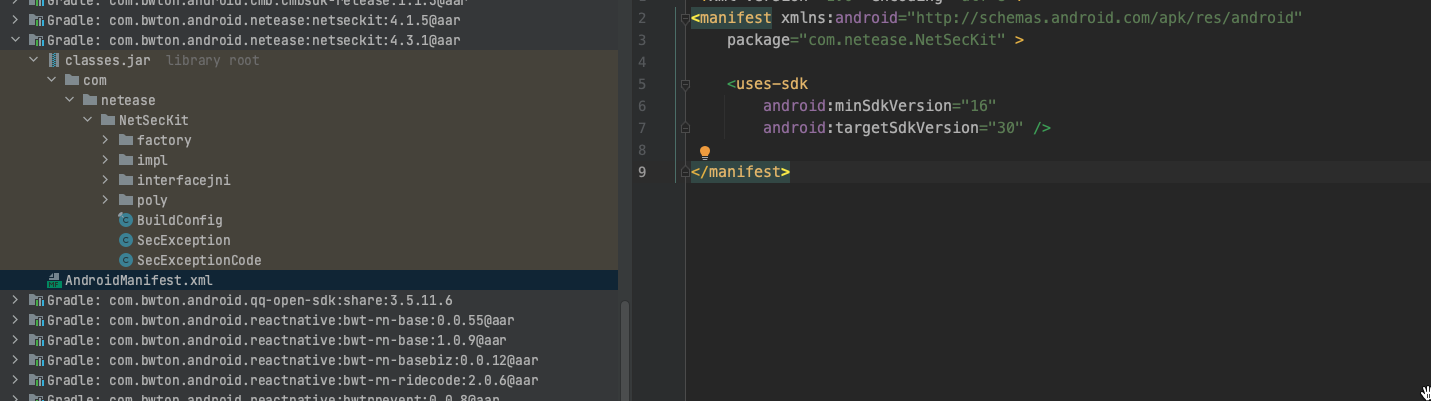 Gradle: com.bwton.android.cmb:cmbsdk-release:1.1.3@aar
Gradle: com.bwton.android.netease:netseckit:4.1.5@aar
Gradle: com.bwton.android.netease:netseckit:4.3.1@aar
classes.jar library root
com
netease
NetSecKit
factory
impl
interfacejni
poly
BuildConfig
SecException
SecExceptionCode
AndroidManifest.xml
Gradle: com.bwton.android.qq-open-sdk:share:3.5.11.6
Gradle: com.bwton.android.reactnative:bwt-rn-base:0.0.55@aar
Gradle: com.bwton.android.reactnative:bwt-rn-base:1.0.9@aar
Gradle: com.bwton.android.reactnative:bwt-rn-basebiz:0.0.12@aar
Gradle: com.bwton.android.reactnative:bwt-rn-ridecode:2.0.6@aar
Gradle: com.bwton.android.reactnative:bwtrnevent:0.0.8@aar
2 <manifest xmlns:android="http://schemas.android.com/apk/res/android"
3 package="com.netease.NetSecKit" >
4
5 <uses-sdk
6 android:minSdkVersion="16"
7 android:targetSdkVersion="30" />
8
9 </manifest>